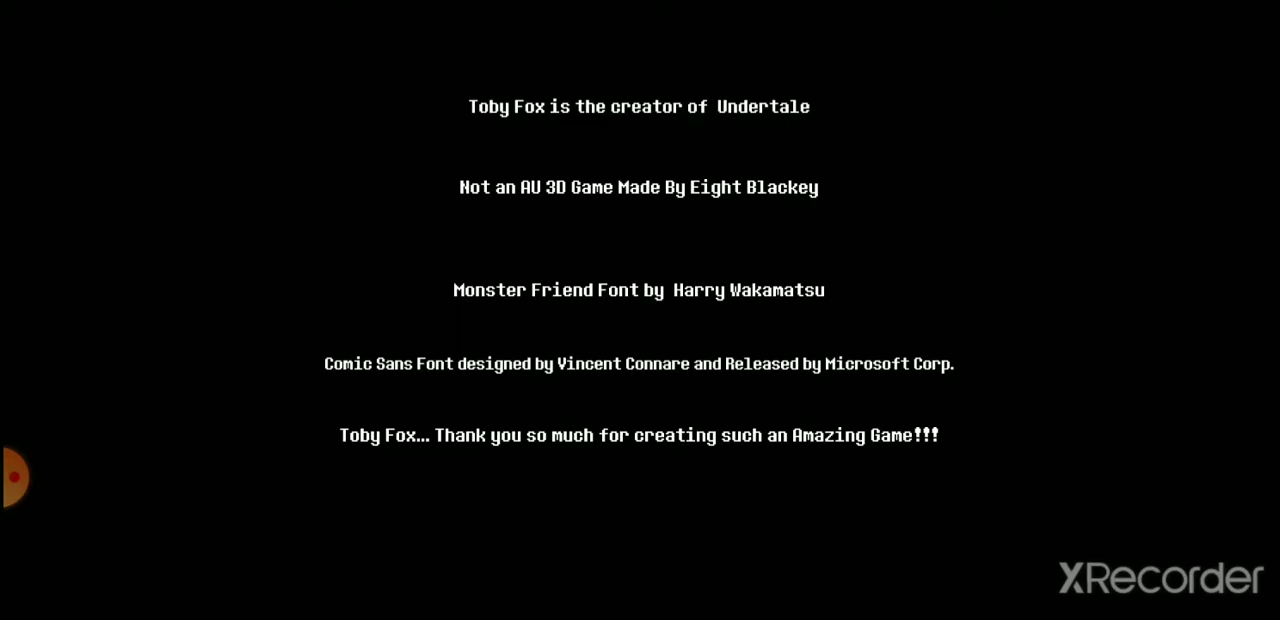 Toby Fox is the creator of Undertale
Not an AU 3D Game Made By Eight Blackey
Monster Friend Font by Harry Wakamatsu
Comic Sans Font designed by Vincent Connare and Released by Microsoft Corp.
Toby Fox... Thank you so much for creating such an Amazing Game!!!
XRecorder